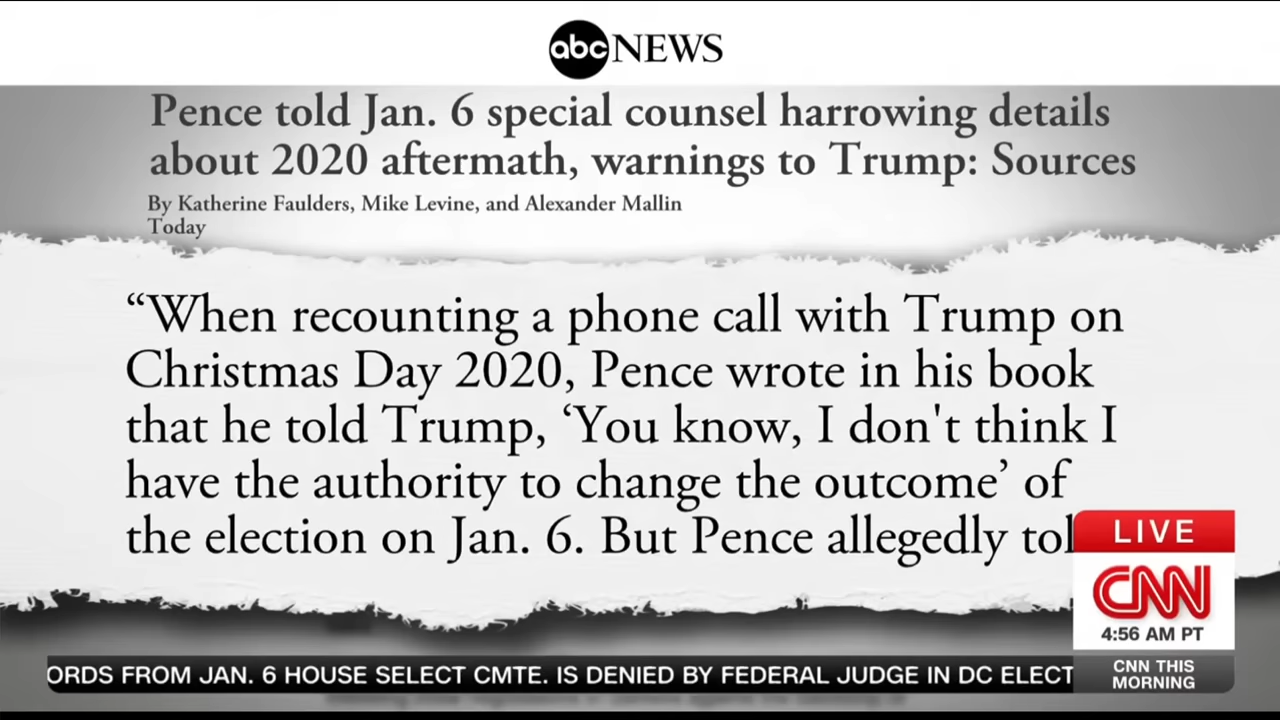 abc NEWS
Pence told Jan. 6 special counsel harrowing details
about 2020 aftermath, warnings to Trump: Sources
By Katherine Faulders, Mike Levine, and Alexander Mallin
Today
“When recounting a phone call with Trump on
Christmas Day 2020, Pence wrote in his book
that he told Trump, ‘You know, I don't think I
have the authority to change the outcome’ of
the election on Jan. 6. But Pence allegedly tol
LIVE
CNN
4:56 AM PT
CNN THIS
MORNING
ORDS FROM JAN. 6 HOUSE SELECT CMTE. IS DENIED BY FEDERAL JUDGE IN DC ELECT